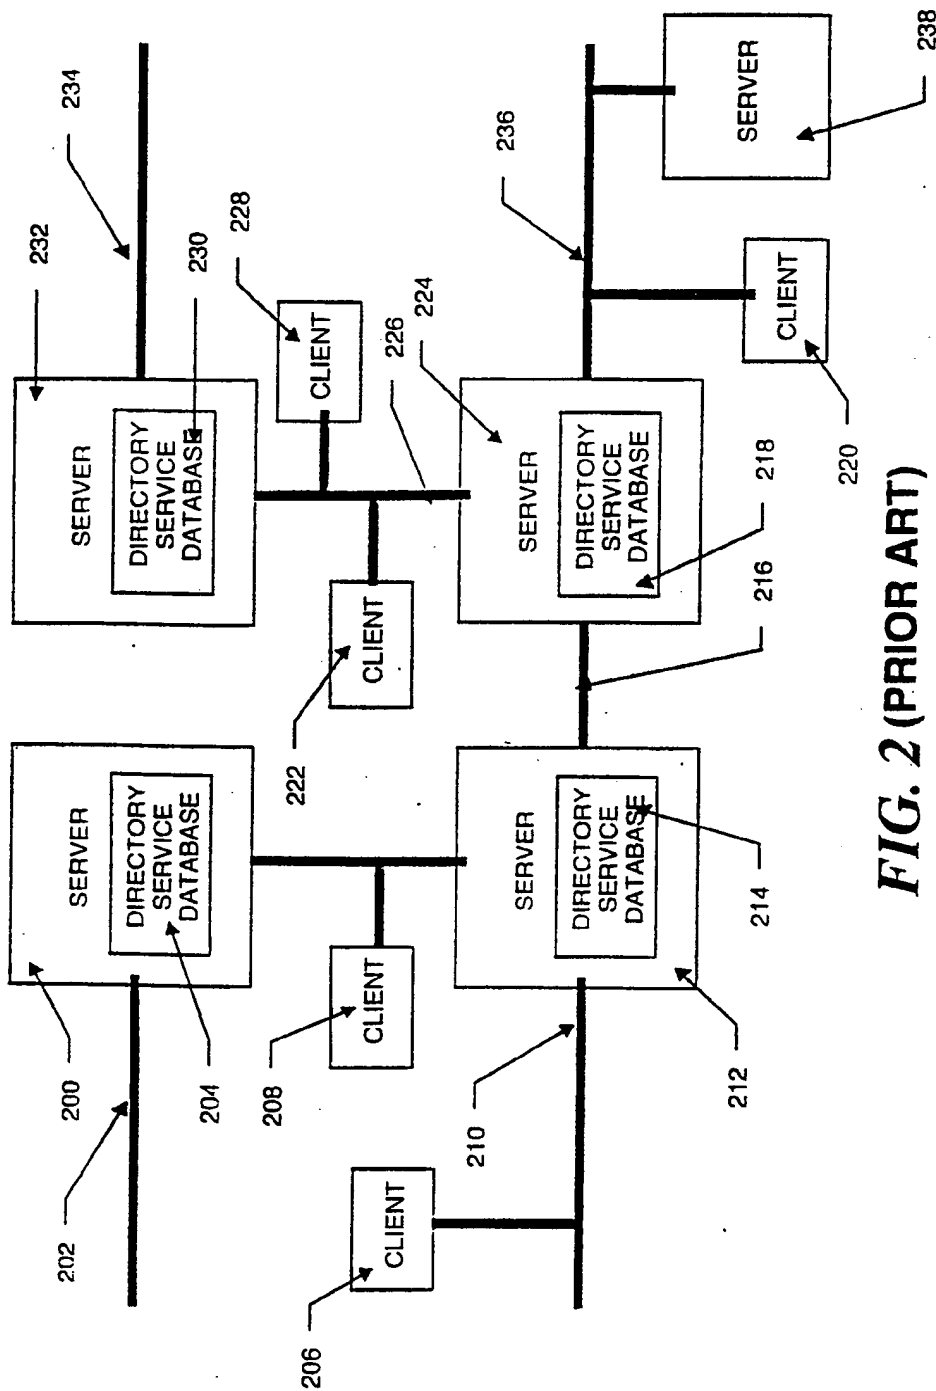 202
200
204
SERVER
DIRECTORY
SERVICE
DATABASE
232
234
SERVER
DIRECTORY
SERVICE
DATABASE
230
228
CLIENT
222
CLIENT
208
CLIENT
206
CLIENT
210
SERVER
DIRECTORY
SERVICE
DATABASE
214
212
226
224
SERVER
DIRECTORY
SERVICE
DATABASE
218
216
236
CLIENT
220
SERVER
238
FIG. 2 (PRIOR ART)